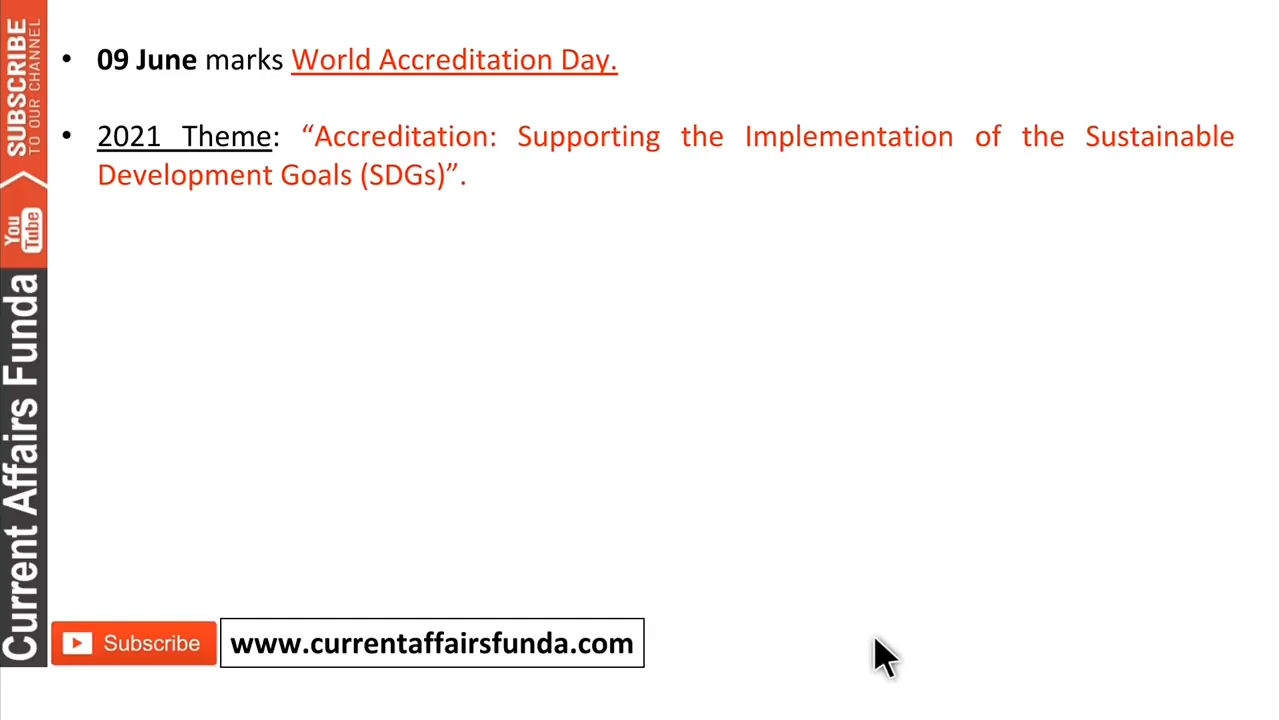 • 09 June marks World Accreditation Day.
• 2021 Theme: “Accreditation: Supporting the Implementation of the Sustainable
Development Goals (SDGs)”.
SUBSCRIBE
TO OUR CHANNEL
You
Tube
Current Affairs Funda
Subscribe
www.currentaffairsfunda.com